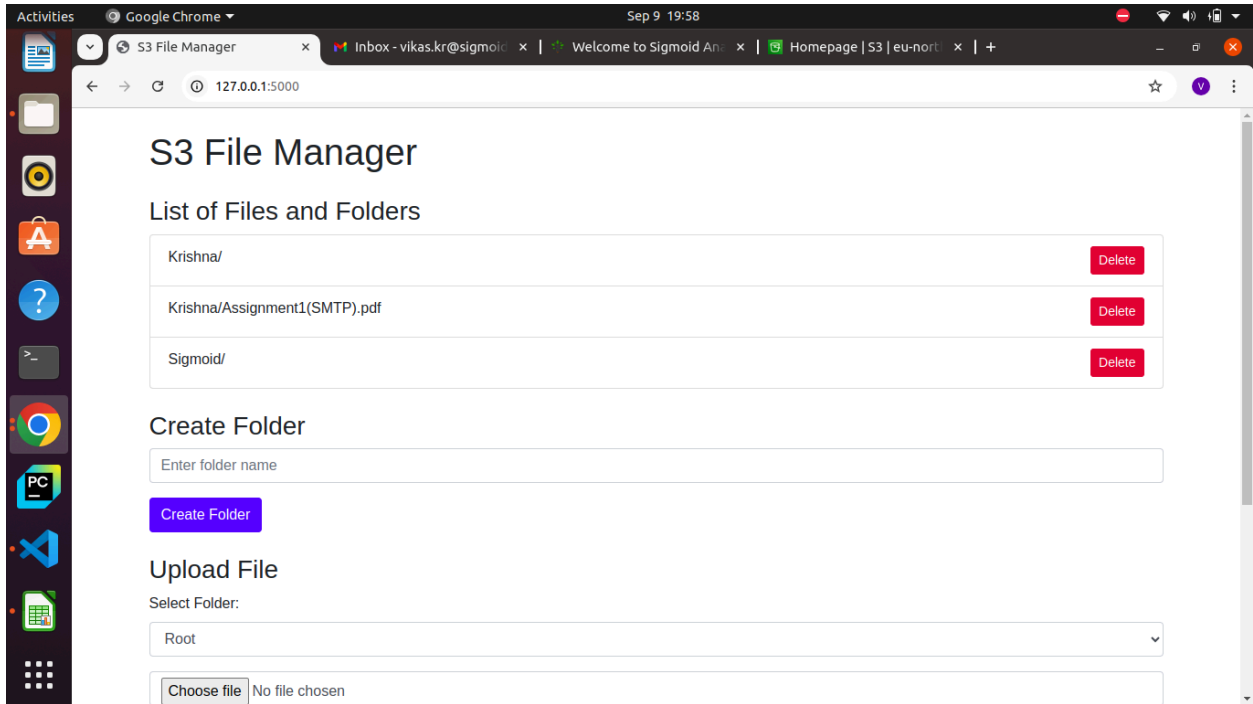 Activities Google Chrome Sep 9 19:58
S3 File Manager Inbox - vikas.kr@sigmoid Welcome to Sigmoid Ana Homepage | S3 | eu-nort
127.0.0.1:5000 V
S3 File Manager
List of Files and Folders
Krishna/ Delete
Krishna/Assignment1(SMTP).pdf Delete
Sigmoid/ Delete
Create Folder
Enter folder name
PC
Create Folder
Upload File
Select Folder:
Root
Choose file No file chosen